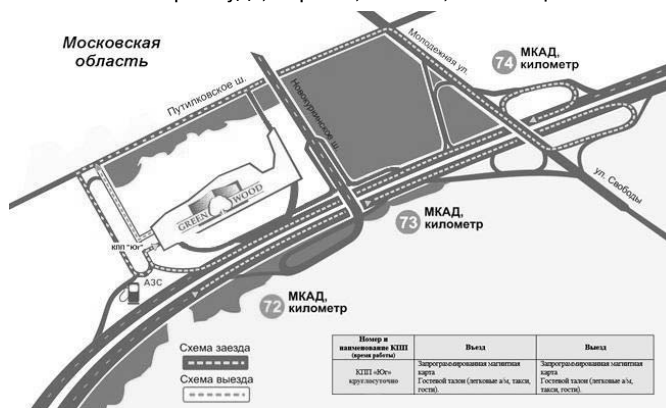 Московская
область
Путилковское ш.
Новокуркинское ш.
Молодежная ул.
74
МКАД,
километр
ул. Свободы
GREEN WOOD
КПП "Юг"
АЗС
73
МКАД,
километр
72
МКАД,
километр
Схема заезда
Схема выезда
Номер и
наименование КПП
(время работы)
Въезд
Выезд
КПП «Юг»
круглосуточно
Запрограммированная магнитная
карта
Гостевой талон (легковые а/м, такси,
гости).
Запрограммированная магнитная
карта
Гостевой талон (легковые а/м,
такси, гости).